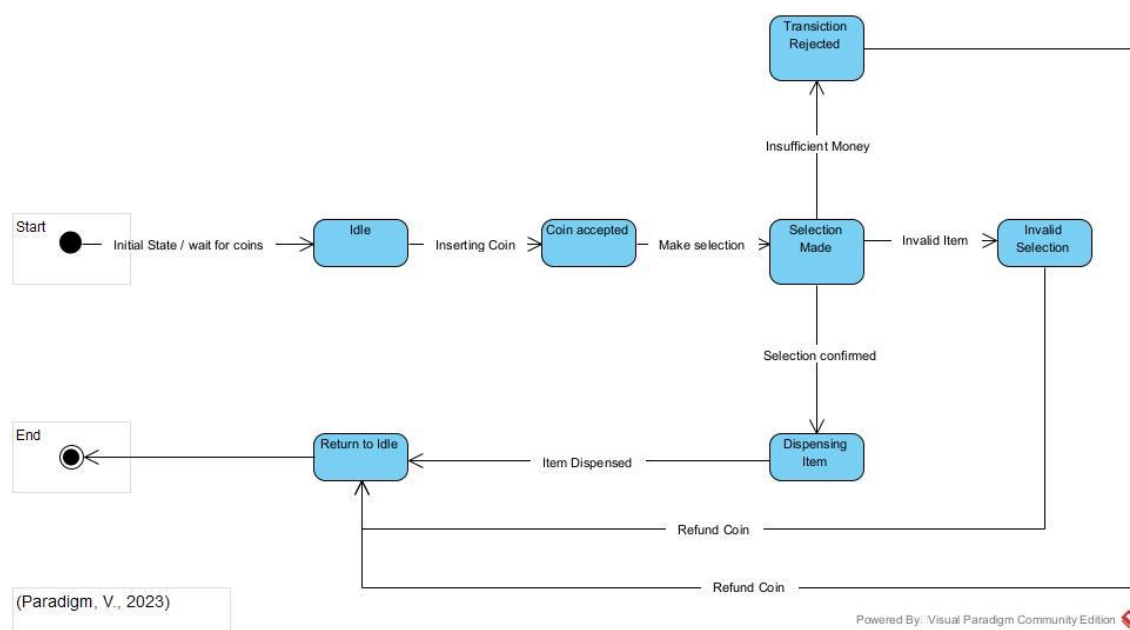 Transiction
Rejected
Insufficient Money
Start
Initial State / wait for coins
Idle
Inserting Coin
Coin accepted
Make selection
Selection
Made
Invalid Item
Invalid
Selection
Selection confirmed
End
Return to Idle
Item Dispensed
Dispensing
Item
Refund Coin
Refund Coin
(Paradigm, V., 2023)
Powered By: Visual Paradigm Community Edition